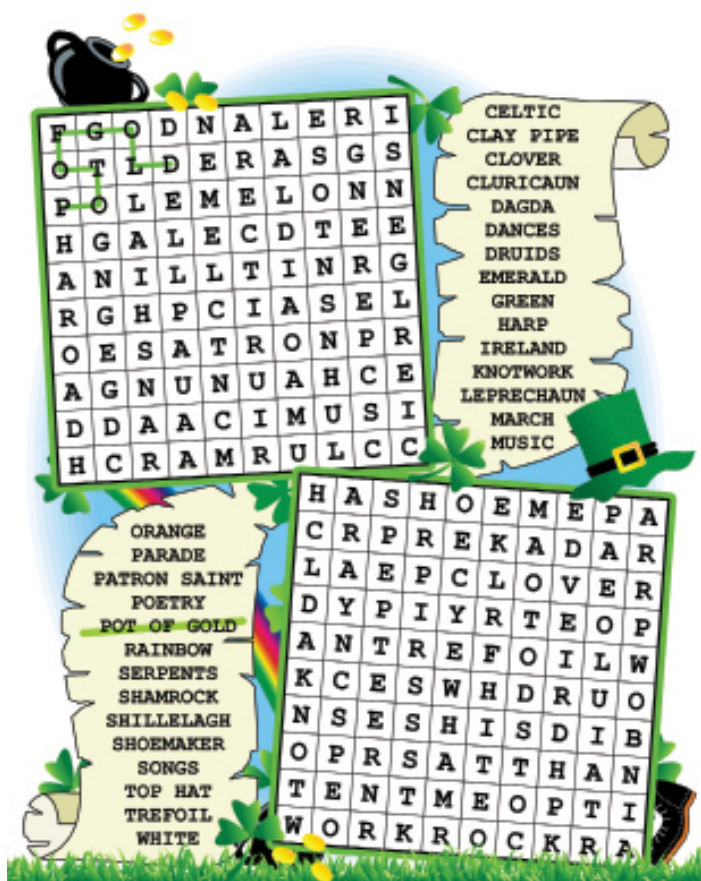 F G O D N A L E R I
O T L D E R A S G S
P O L E M E L O N N
H G A L E C D T E E
A N I L L T I N R G
R G H P C I A S E L
O E S A T R O N P R
A G N U N U A H C E
D D A A C I M U S I
H C R A M R U L C C
CELTIC
CLAY PIPE
CLOVER
CLURICAUN
DAGDA
DANCES
DRUIDS
EMERALD
GREEN
HARP
IRELAND
KNOTWORK
LEPRECHAUN
MARCH
MUSIC
ORANGE
PARADE
PATRON SAINT
POETRY
POT OF GOLD
RAINBOW
SERPENTS
SHAMROCK
SHILLELAGH
SHOEMAKER
SONGS
TOP HAT
TREFOIL
WHITE
H A S H O E M E P A
C R P R E K A D A R
L A E P C L O V E R
D Y P I Y R T E O P
A N T R E F O I L W
K C E S W H D R U O
N S E S H I S D I B
O P R S A T T H A N
T E N T M E O P T I
W O R K R O C K R A